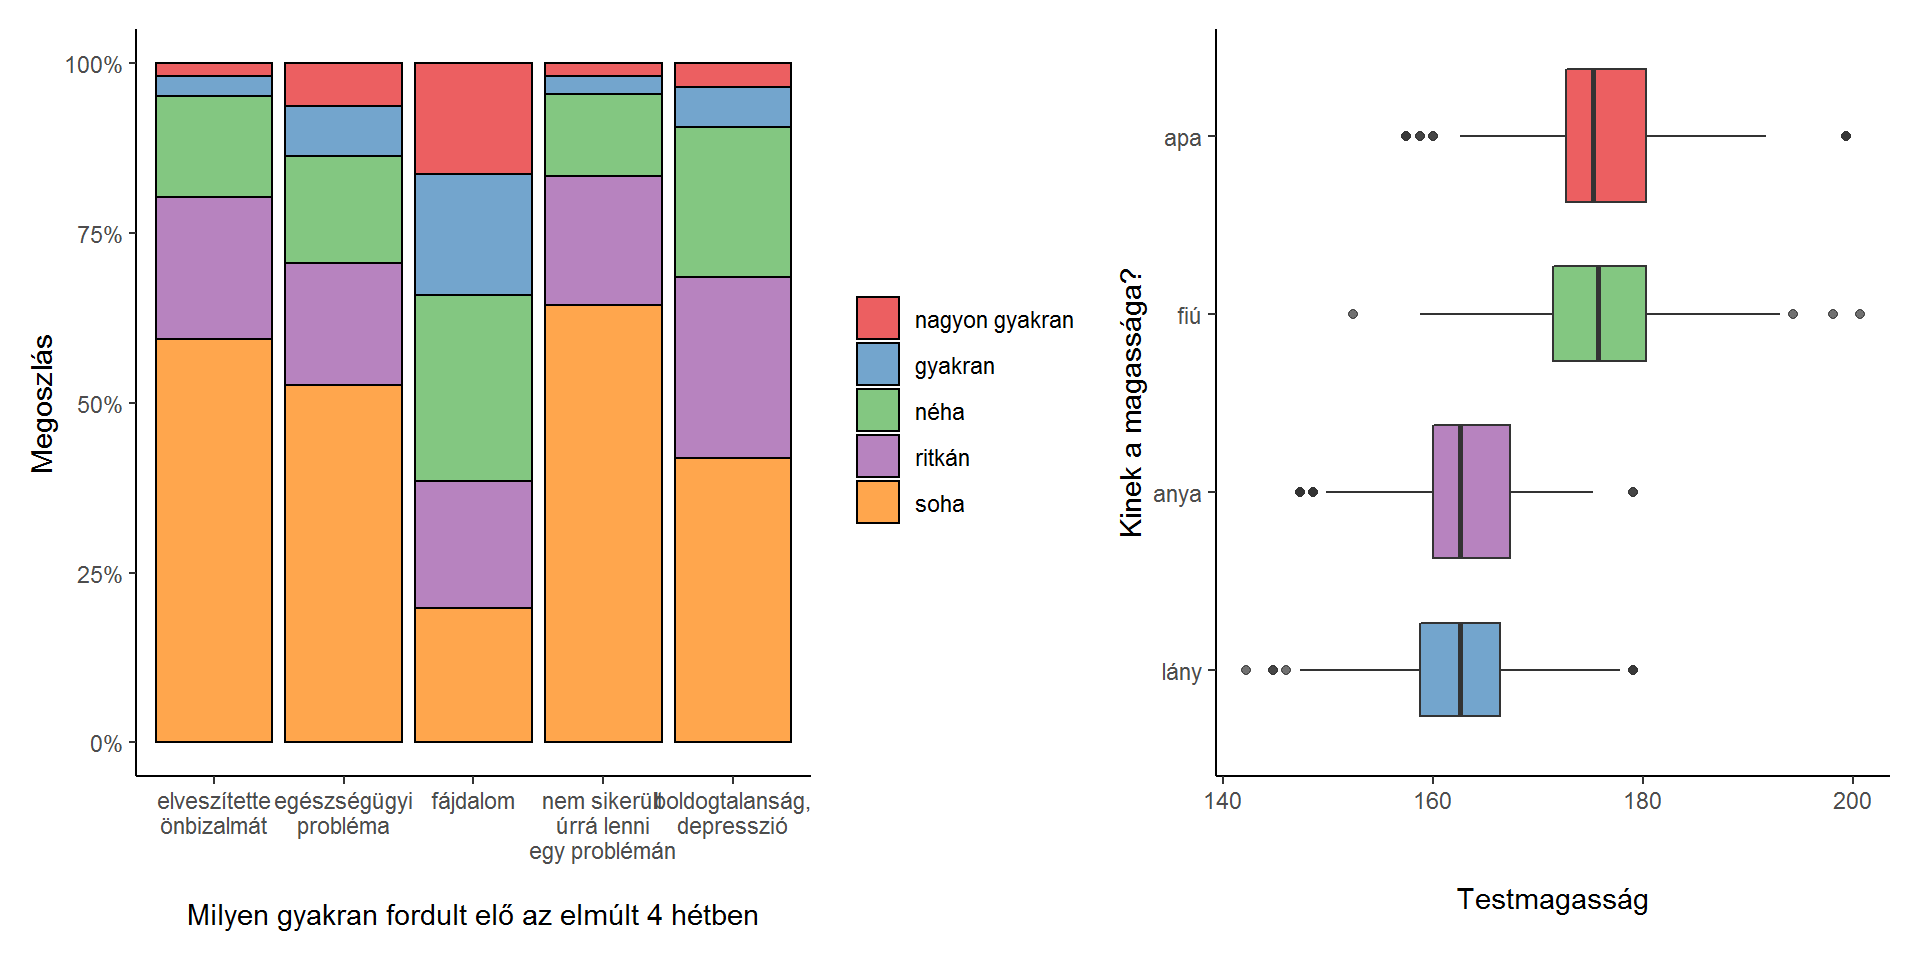 Megoszlás
100%
75%
50%
25%
0%
elveszítette
önbizalmát
egészségügyi
probléma
fájdalom
nem sikerült
úrrá lenni
egy problémán
boldogtalanság,
depresszió
Milyen gyakran fordult elő az elmúlt 4 hétben
nagyon gyakran
gyakran
néha
ritkán
soha
Kinek a magassága?
apa
fiú
anya
lány
140
160
180
200
Testmagasság